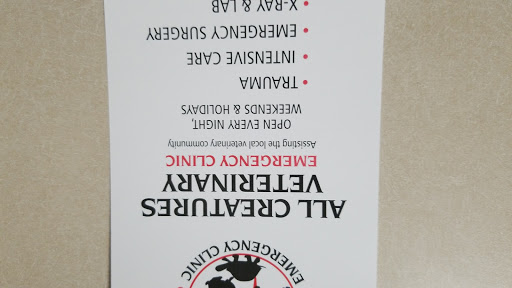 EMERGENCY CLINIC
ALL CREATURES
VETERINARY
EMERGENCY CLINIC
Assisting the local veterinary community
OPEN EVERY NIGHT,
WEEKENDS & HOLIDAYS
• TRAUMA
• INTENSIVE CARE
• EMERGENCY SURGERY
• X-RAY & LAB